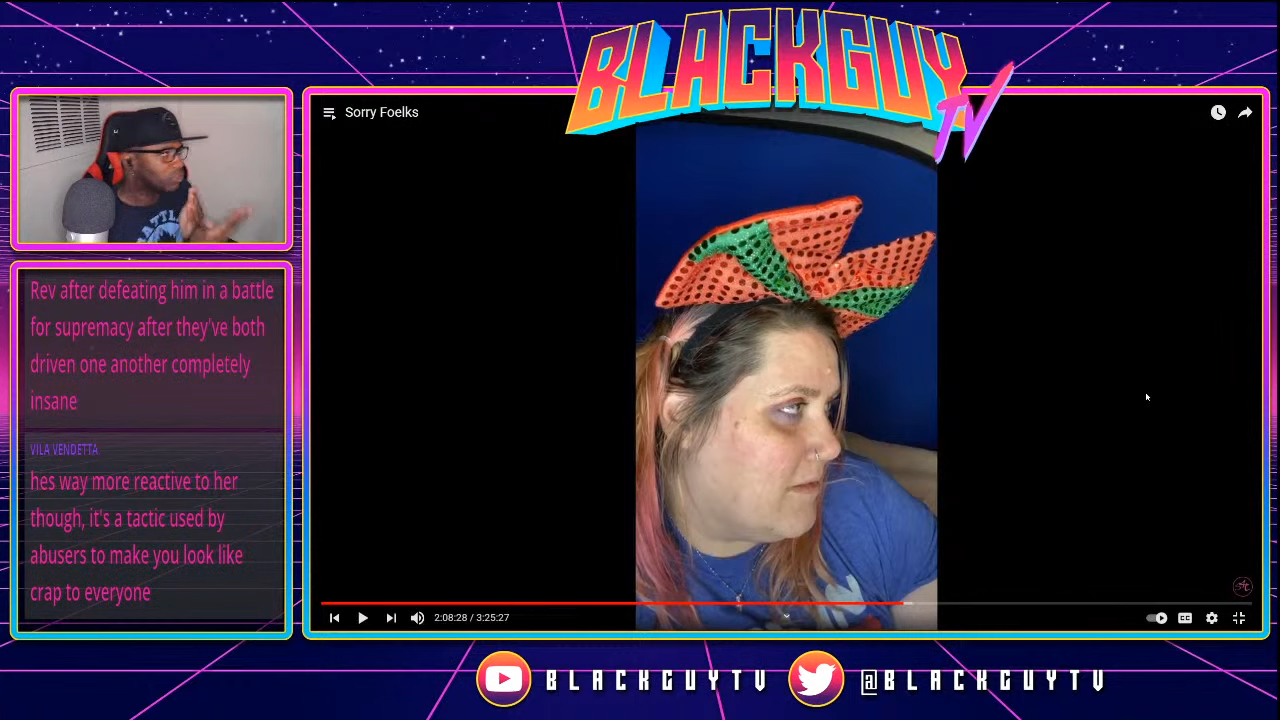 BLACKGUY
TV
Sorry Foelks
Rev after defeating him in a battle
for supremacy after they've both
driven one another completely
insane
VILA VENDETTA
hes way more reactive to her
though, it's a tactic used by
abusers to make you look like
crap to everyone
2:08:28 / 3:25:27
CC
BLACKGUYTV
@BLACKGUYTV